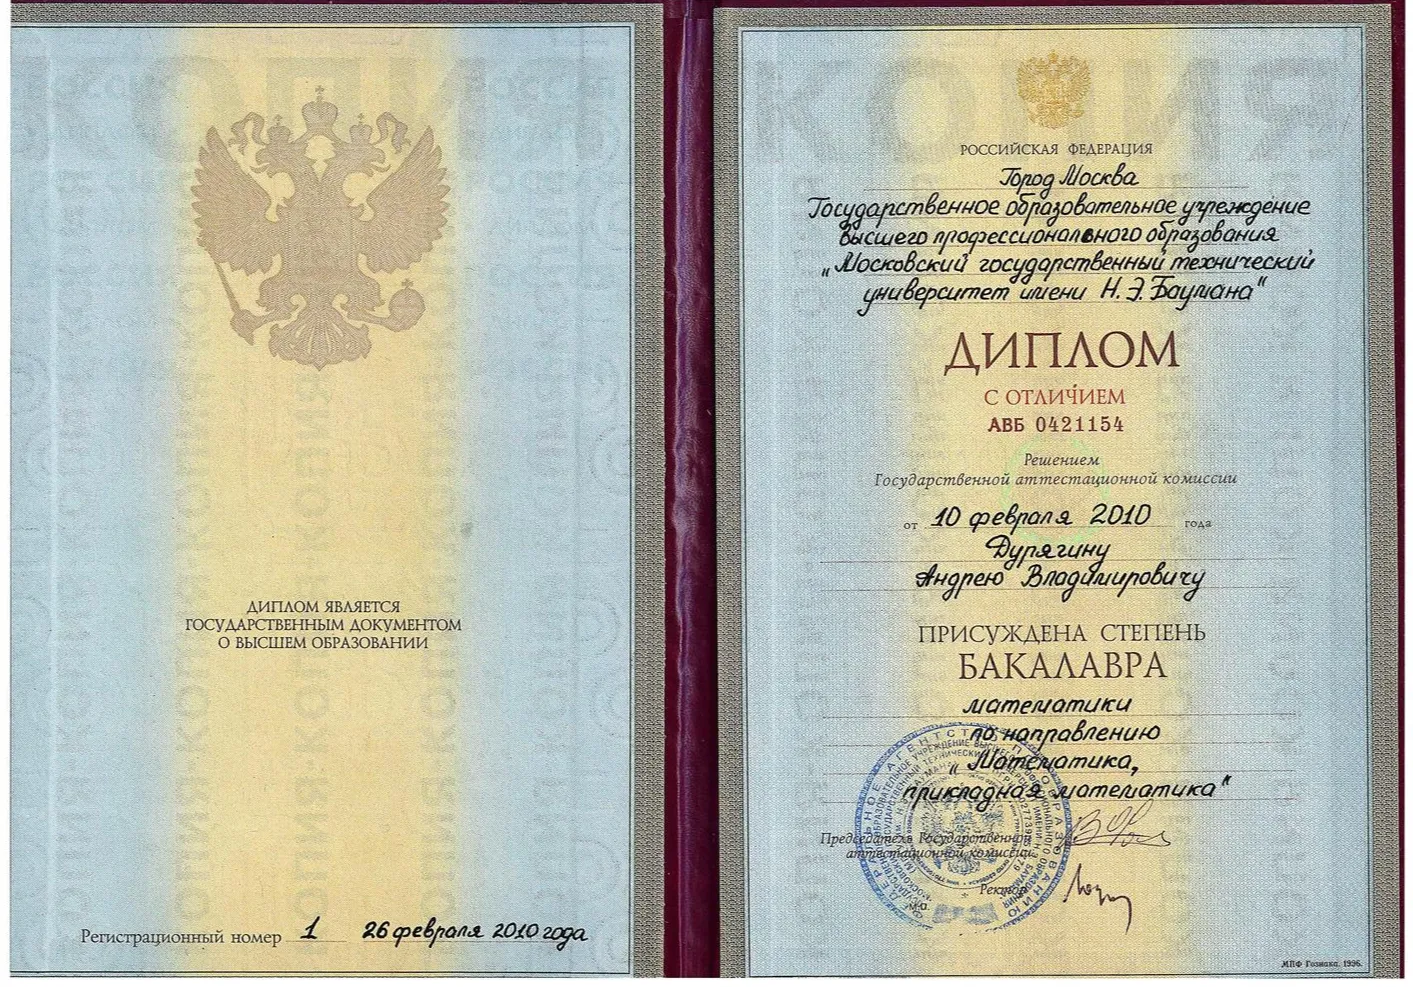 ДИПЛОМ ЯВЛЯЕТСЯ
ГОСУДАРСТВЕННЫМ ДОКУМЕНТОМ
О ВЫСШЕМ ОБРАЗОВАНИИ
Регистрационный номер 1 26 февраля 2010 года
КОПИЯ
РОССИЙСКАЯ ФЕДЕРАЦИЯ
Город Москва
Государственное образовательное учреждение
высшего профессионального образования
„Московский государственный технический
университет имени Н.Э.Баумана"
ДИПЛОМ
С ОТЛИЧИЕМ
АВБ 0421154
Решением
Государственной аттестационной комиссии
от 10 февраля 2010 года
Дурягину
Андрею Владимировичу
ПРИСУЖДЕНА СТЕПЕНЬ
БАКАЛАВРА
математики
по направлению
„Математика,
прикладная математика"
Председатель Государственной
аттестационной комиссии
Ректор
М.П.
МПФ Гознака. 1996.